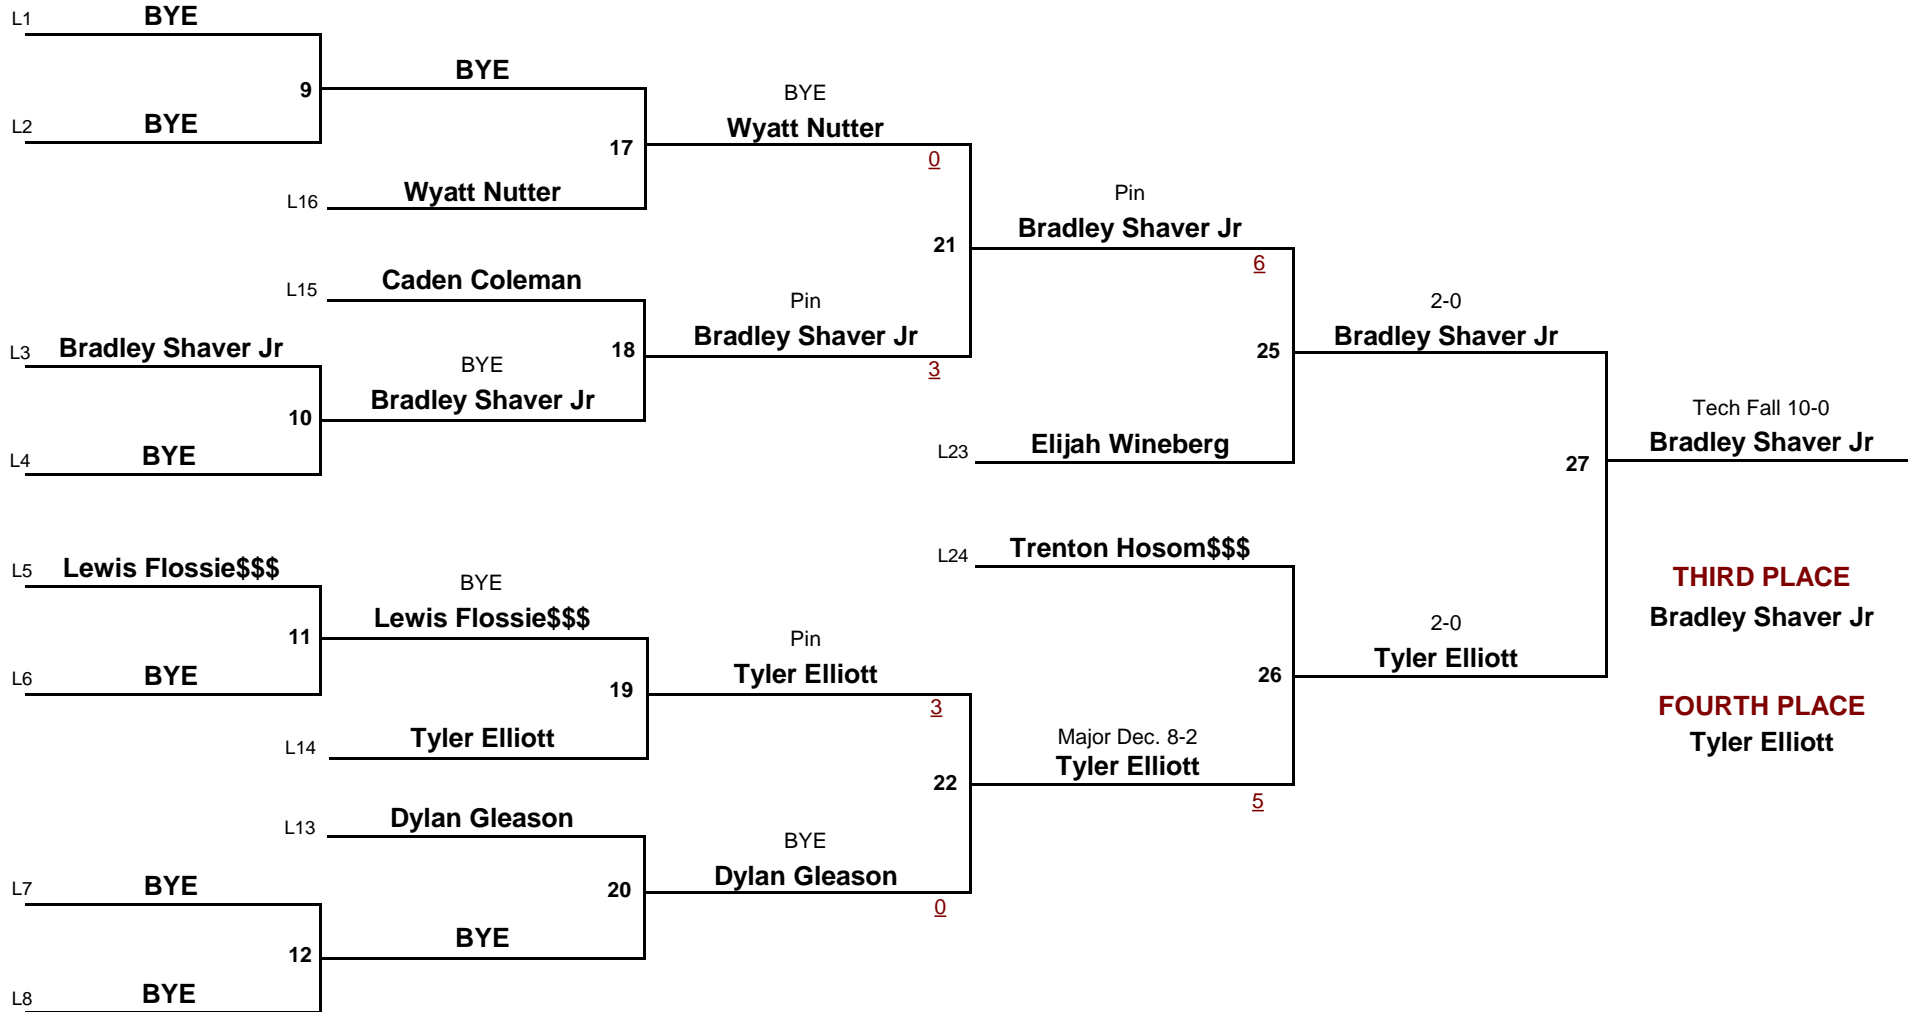 L1 BYE
BYE
9
L2 BYE
BYE
Wyatt Nutter
0
17
L16 Wyatt Nutter
Pin
Bradley Shaver Jr
6
21
L15 Caden Coleman
Pin
Bradley Shaver Jr
3
18
L3 Bradley Shaver Jr
BYE
Bradley Shaver Jr
10
L4 BYE
2-0
Bradley Shaver Jr
25
L23 Elijah Wineberg
Tech Fall 10-0
Bradley Shaver Jr
27
L24 Trenton Hosom$$$
L5 Lewis Flossie$$$
BYE
Lewis Flossie$$$
11
L6 BYE
Pin
Tyler Elliott
3
19
L14 Tyler Elliott
2-0
Tyler Elliott
26
Major Dec. 8-2
Tyler Elliott
5
22
L13 Dylan Gleason
BYE
Dylan Gleason
0
20
L7 BYE
BYE
12
L8 BYE
THIRD PLACE
Bradley Shaver Jr
FOURTH PLACE
Tyler Elliott